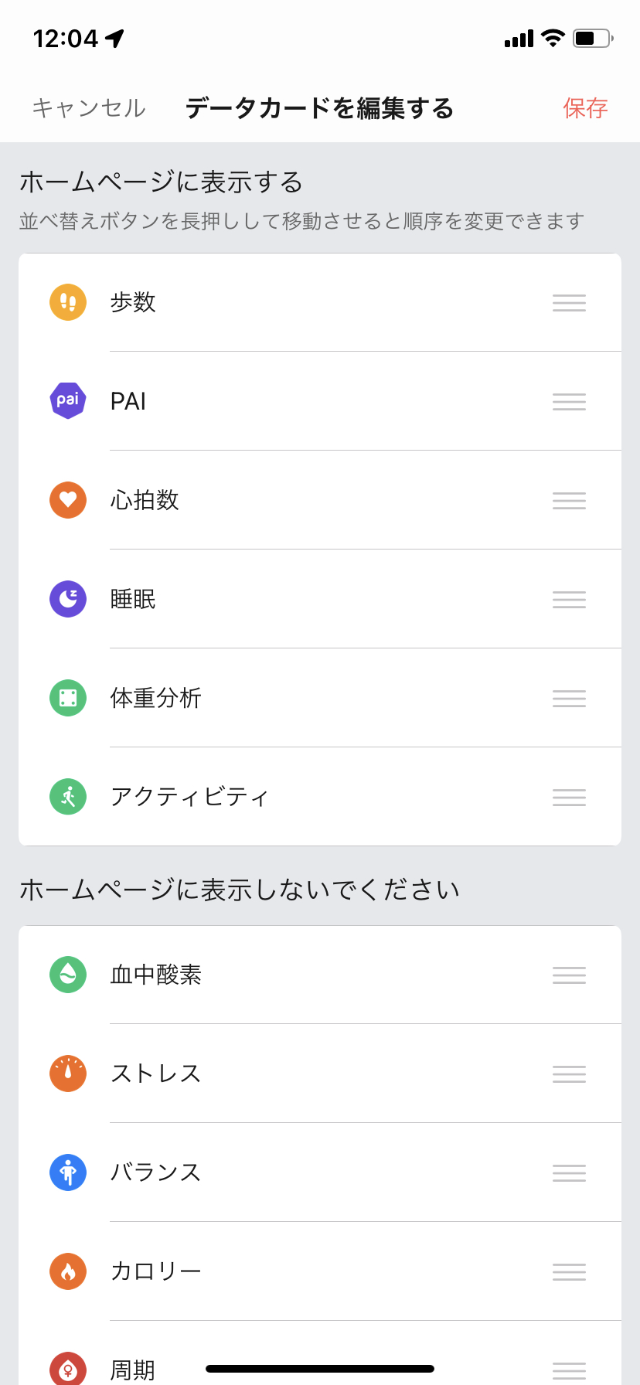 12:04
キャンセル データカードを編集する 保存
ホームページに表示する
並べ替えボタンを長押しして移動させると順序を変更できます
歩数
pai PAI
心拍数
睡眠
体重分析
アクティビティ
ホームページに表示しないでください
血中酸素
ストレス
バランス
カロリー
周期